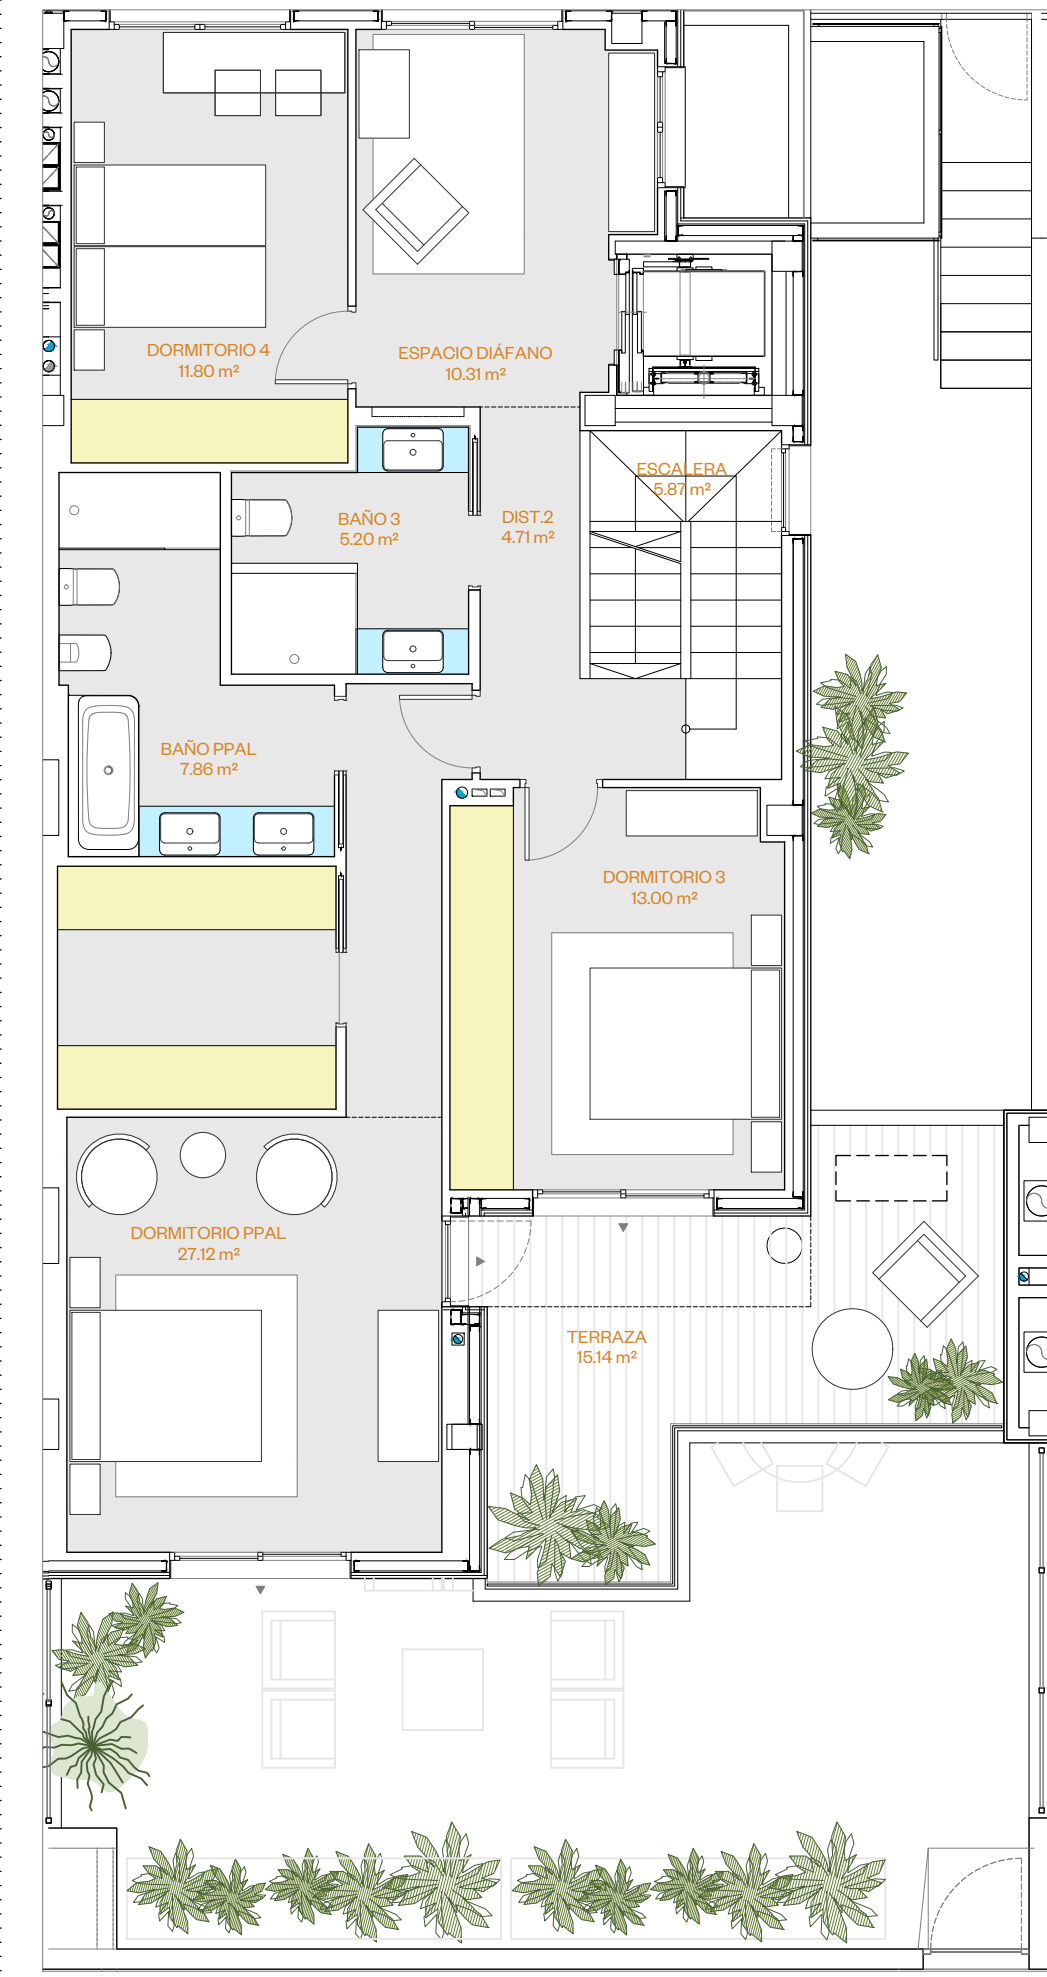 DORMITORIO 4
11.80 m²
ESPACIO DIÁFANO
10.31 m²
ESCALERA
5.87 m²
BAÑO 3
5.20 m²
DIST.2
4.71 m²
BAÑO PPAL
7.86 m²
DORMITORIO 3
13.00 m²
DORMITORIO PPAL
27.12 m²
TERRAZA
15.14 m²